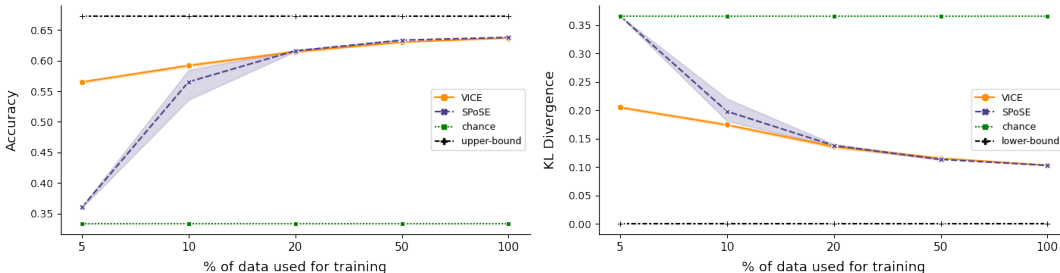 Accuracy
0.65
0.60
0.55
0.50
0.45
0.40
0.35
VICE
SPoSE
chance
upper-bound
5
10
20
50
100
% of data used for training
KL Divergence
0.35
0.30
0.25
0.20
0.15
0.10
0.05
0.00
VICE
SPoSE
chance
lower-bound
5
10
20
50
100
% of data used for training